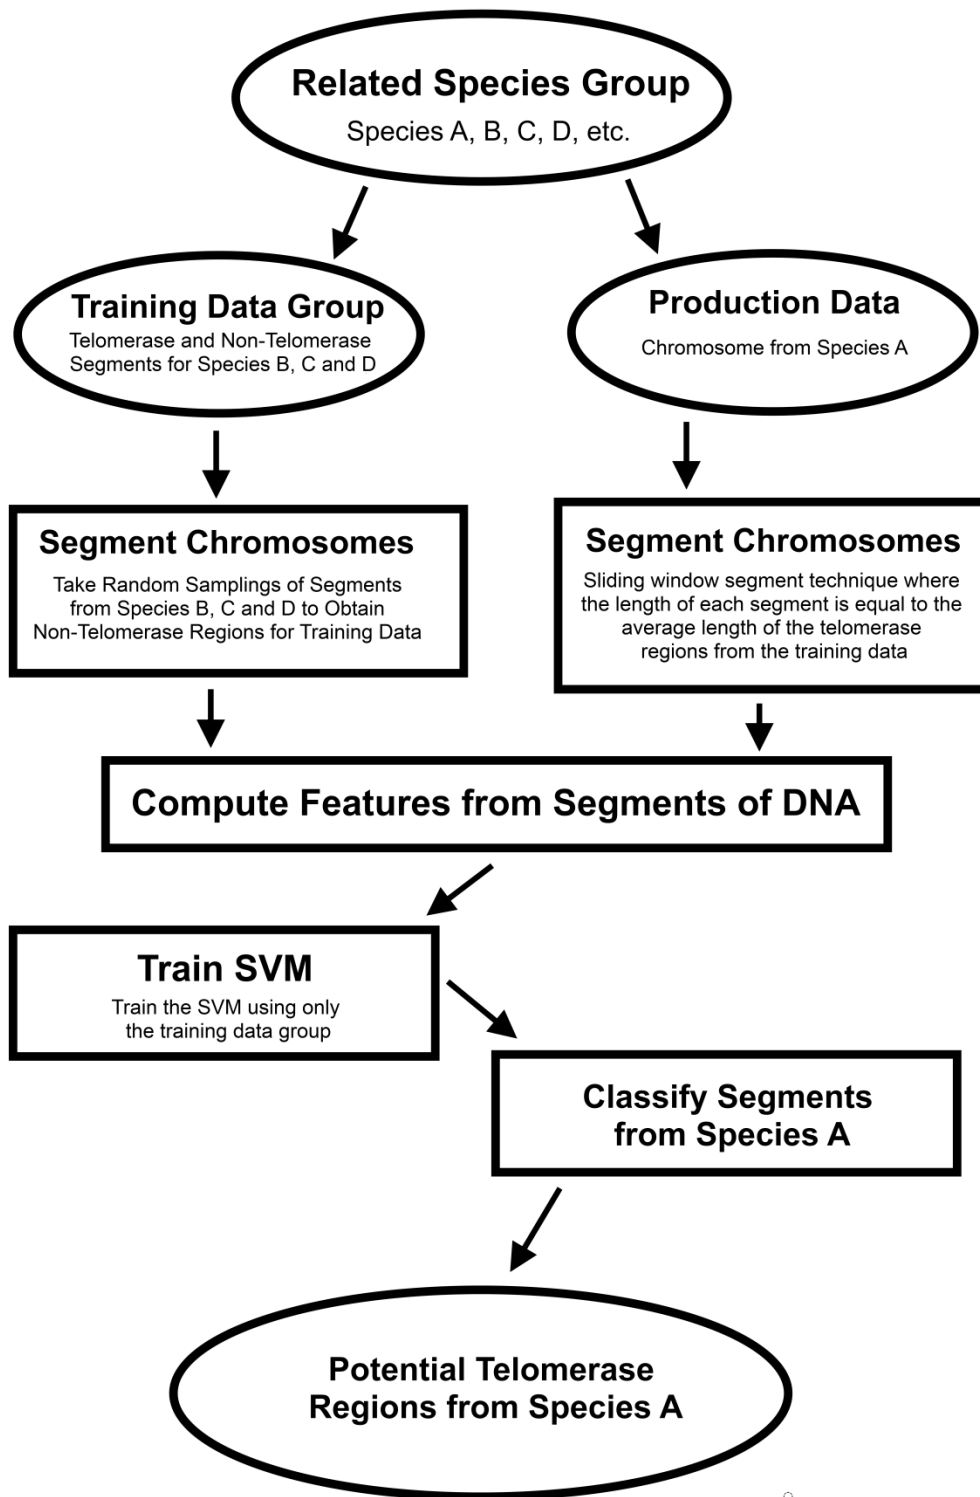 Related Species Group
Species A, B, C, D, etc.
Training Data Group
Telomerase and Non-Telomerase
Segments for Species B, C and D
Production Data
Chromosome from Species A
Segment Chromosomes
Take Random Samplings of Segments
from Species B, C and D to Obtain
Non-Telomerase Regions for Training Data
Segment Chromosomes
Sliding window segment technique where
the length of each segment is equal to the
average length of the telomerase
regions from the training data
Compute Features from Segments of DNA
Train SVM
Train the SVM using only
the training data group
Classify Segments
from Species A
Potential Telomerase
Regions from Species A